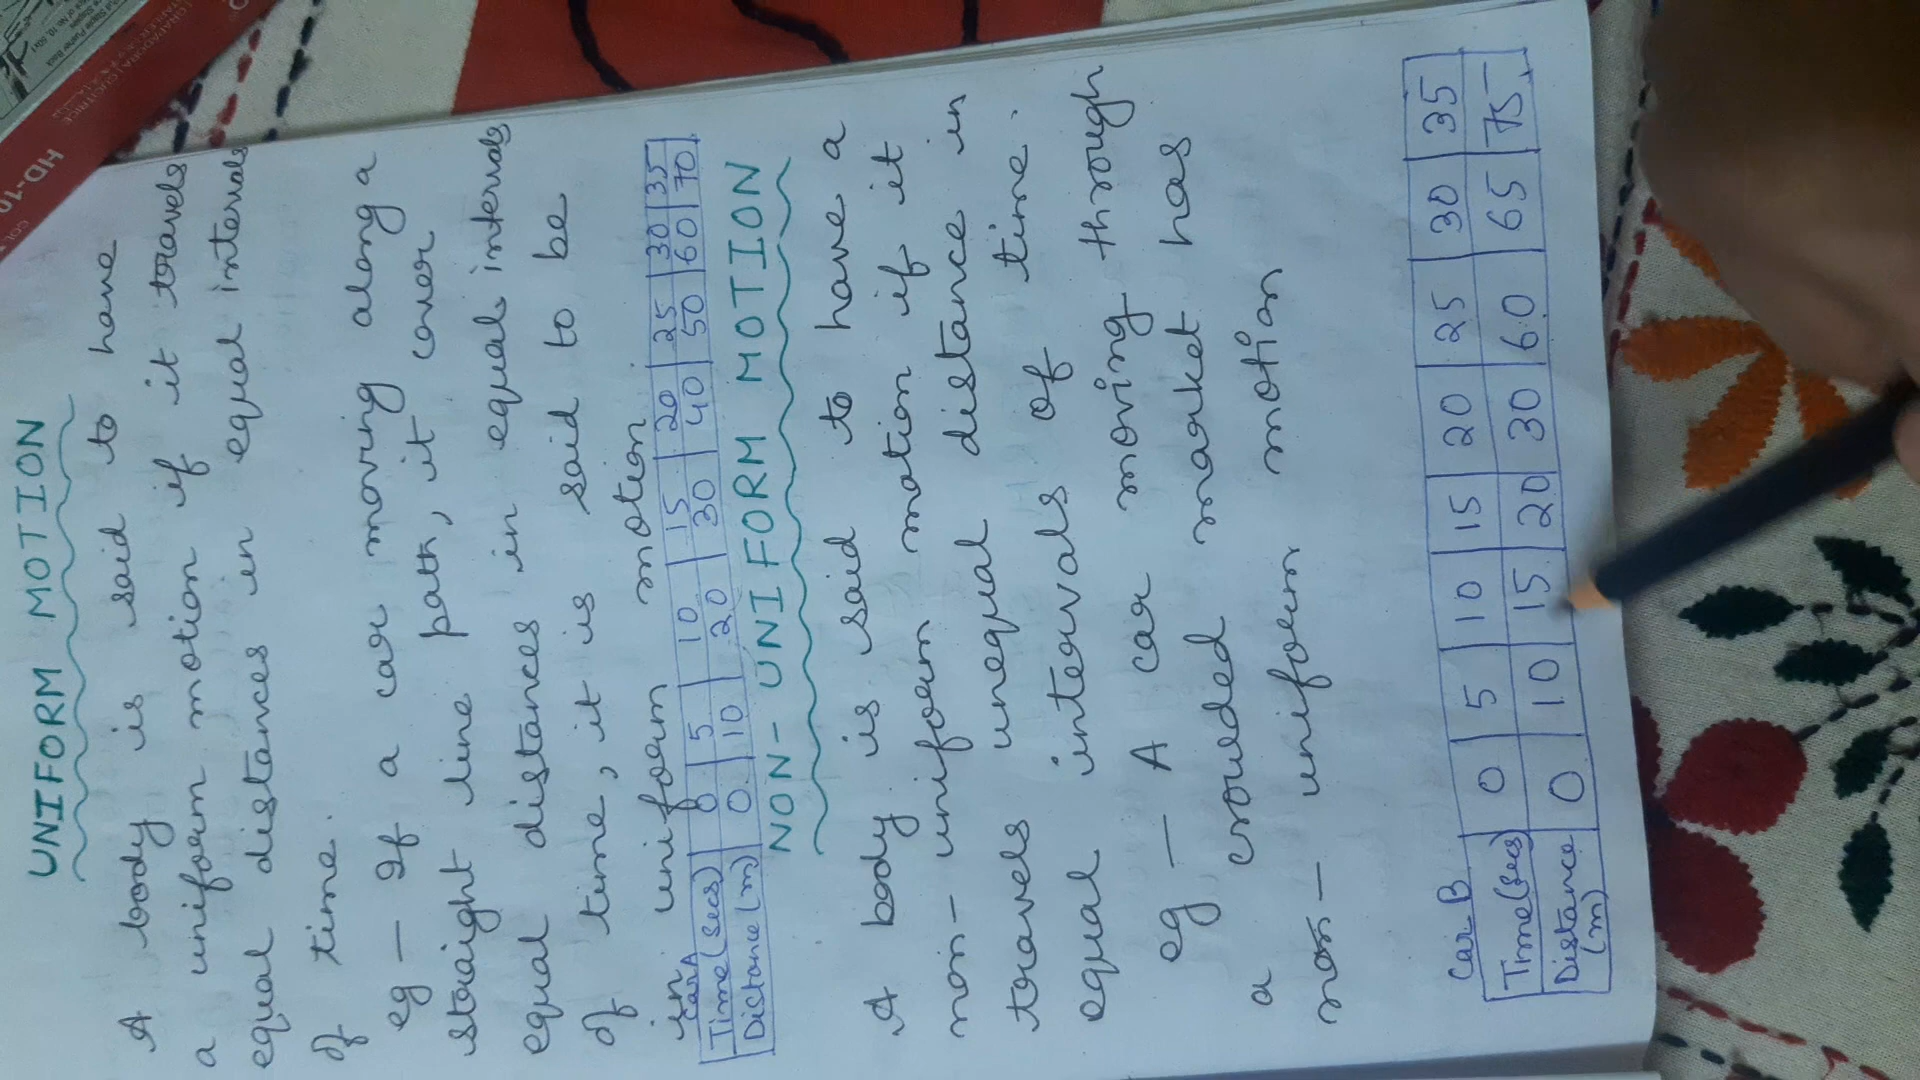 UNIFORM MOTION
A body is said to have
a uniform motion if it travels
equal distances in equal intervals
of time.
eg - If a car moving along a
straight line path, it cover
equal distances in equal intervals
of time, it is said to be
in uniform motion
Car A
Time (secs) 0 5 10 15 20 25 30 35
Distance (m) 0 10 20 30 40 50 60 70
NON - UNIFORM MOTION
A body is said to have a
non - uniform motion if it
travels unequal distance in
equal intervals of time.
eg - A car moving through
a crowded market has
non - uniform motion
Car B
Time (secs) 0 5 10 15 20 25 30 35
Distance (m) 0 10 15 20 30 60 65 75
HD-10